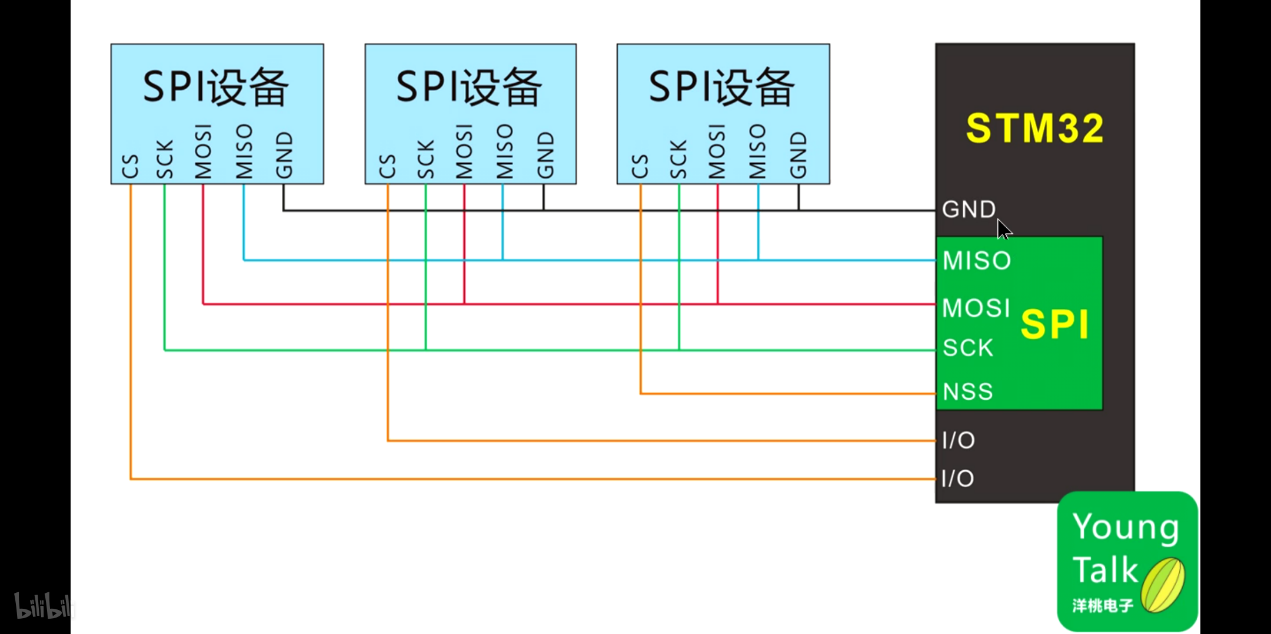 SPI设备
CS
SCK
MOSI
MISO
GND
SPI设备
CS
SCK
MOSI
MISO
GND
SPI设备
CS
SCK
MOSI
MISO
GND
STM32
GND
MISO
MOSI
SPI
SCK
NSS
I/O
I/O
Young
Talk
洋桃电子
bilibili